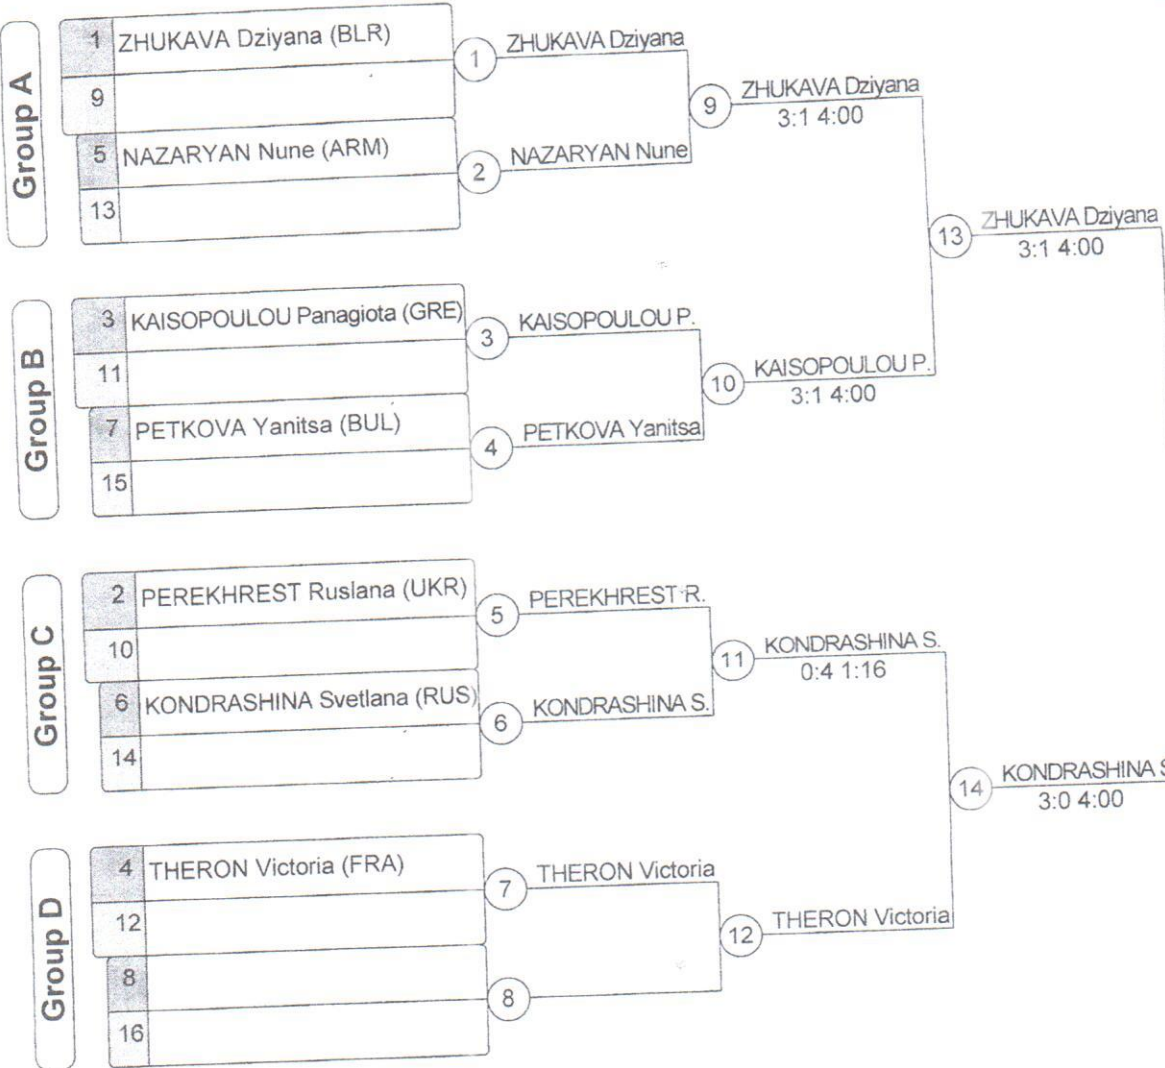 Group A
1 ZHUKAVA Dziyana (BLR)
9
5 NAZARYAN Nune (ARM)
13
1 ZHUKAVA Dziyana
2 NAZARYAN Nune
9 ZHUKAVA Dziyana
3:1 4:00
13 ZHUKAVA Dziyana
3:1 4:00
Group B
3 KAISOPOULOU Panagiota (GRE)
11
7 PETKOVA Yanitsa (BUL)
15
3 KAISOPOULOU P.
4 PETKOVA Yanitsa
10 KAISOPOULOU P.
3:1 4:00
Group C
2 PEREKHREST Ruslana (UKR)
10
6 KONDRASHINA Svetlana (RUS)
14
5 PEREKHREST R.
6 KONDRASHINA S.
11 KONDRASHINA S.
0:4 1:16
14 KONDRASHINA S
3:0 4:00
Group D
4 THERON Victoria (FRA)
12
8
16
7 THERON Victoria
8
12 THERON Victoria